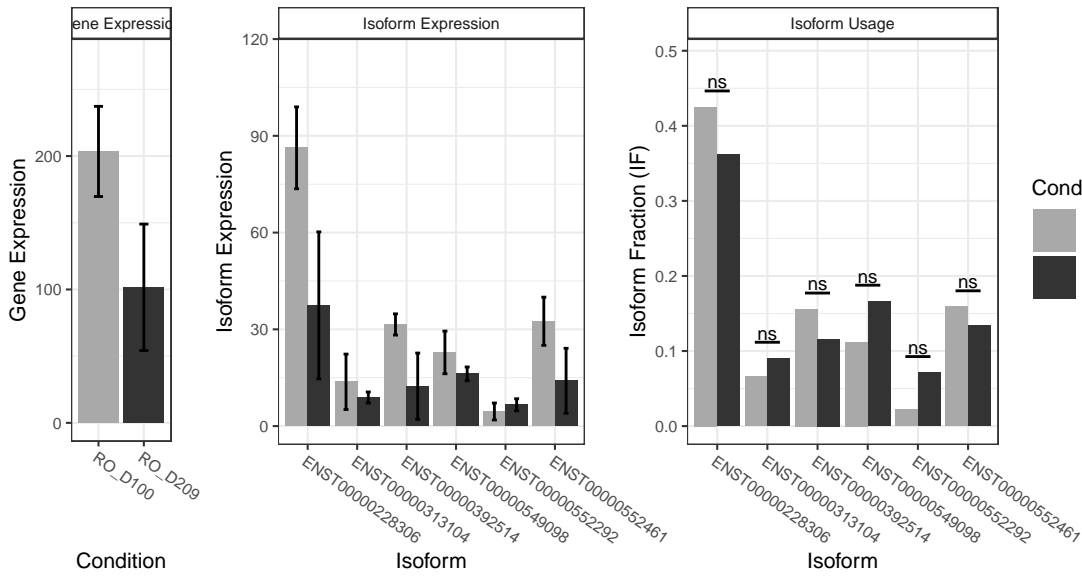 ene Expressio
Isoform Expression
Isoform Usage
Gene Expression
200
100
0
RO_D100
RO_D209
Condition
Isoform Expression
120
90
60
30
0
ENST00000228306
ENST00000313104
ENST00000392514
ENST00000549098
ENST00000552292
ENST00000552461
Isoform
Isoform Fraction (IF)
0.5
0.4
0.3
0.2
0.1
0.0
ns
ns
ns
ns
ns
ns
ENST00000228306
ENST00000313104
ENST00000392514
ENST00000549098
ENST00000552292
ENST00000552461
Isoform
Cond